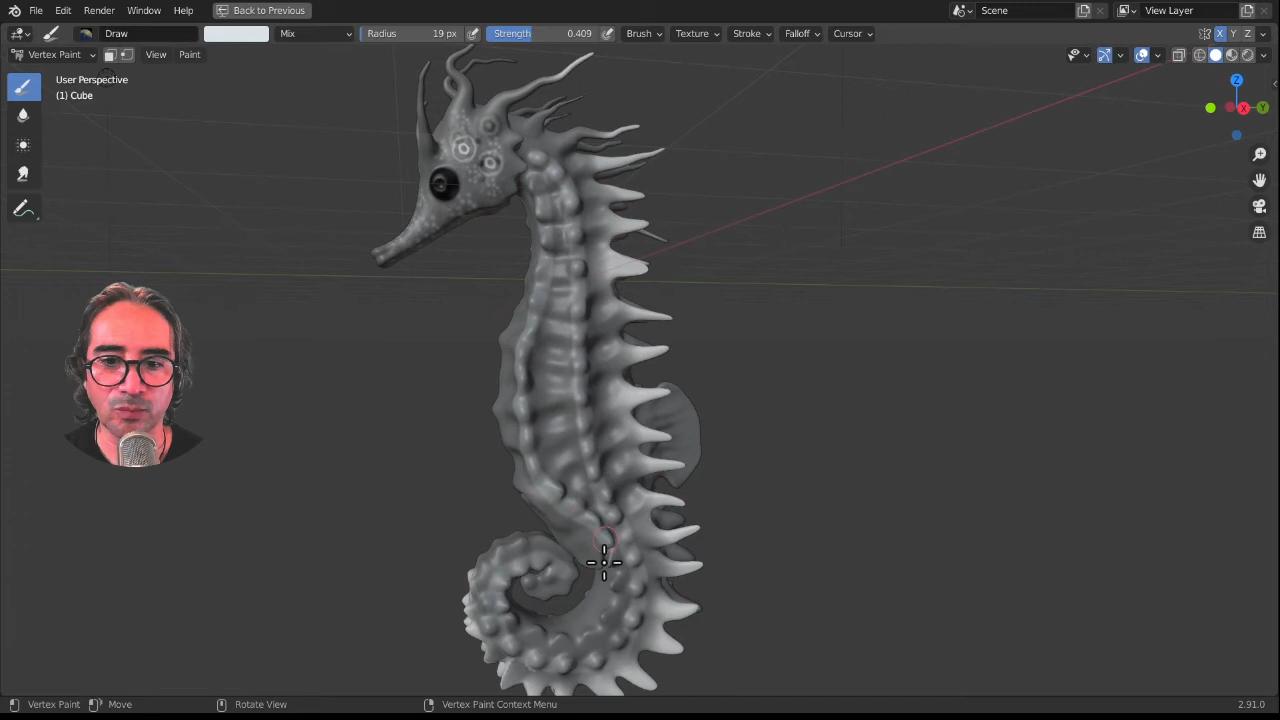 File Edit Render Window Help Back to Previous Scene View Layer
Draw Mix Radius 19 px Strength 0.409 Brush Texture Stroke Falloff Cursor X Y Z
Vertex Paint View Paint
User Perspective
(1) Cube
Z
X Y
Vertex Paint Move Rotate View Vertex Paint Context Menu 2.91.0